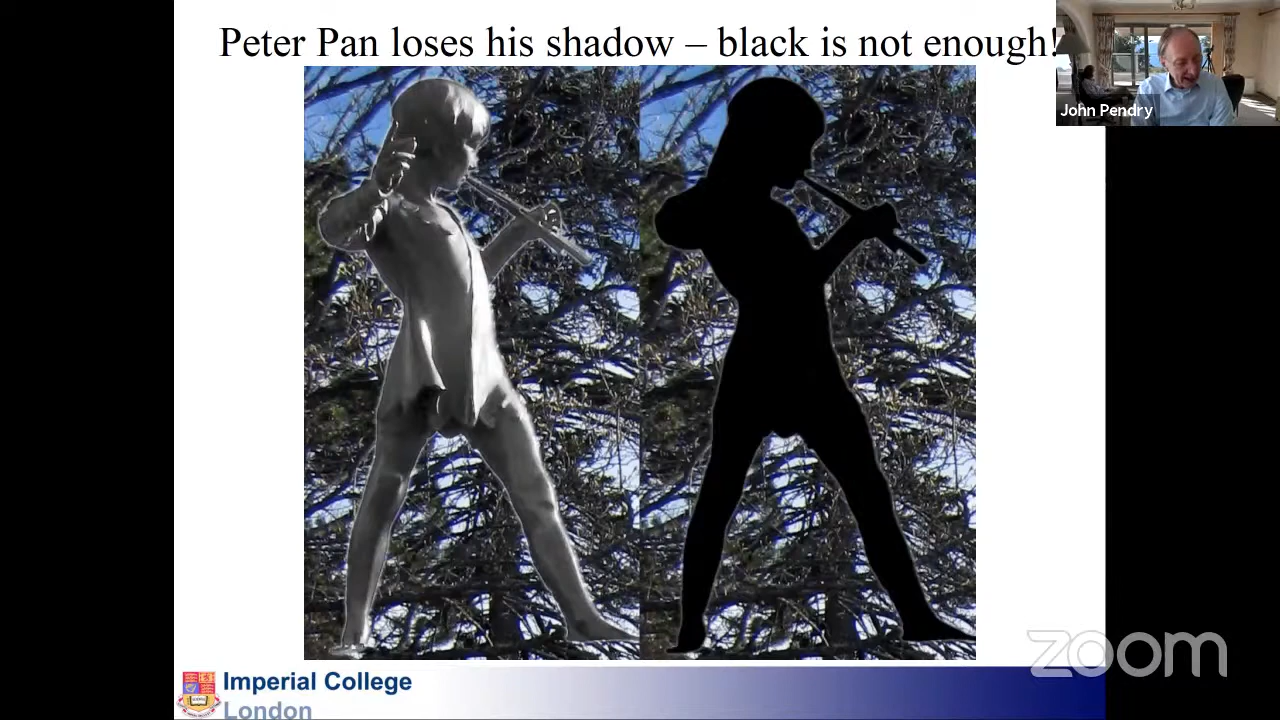 Peter Pan loses his shadow – black is not enough!
John Pendry
Imperial College
London
zoom